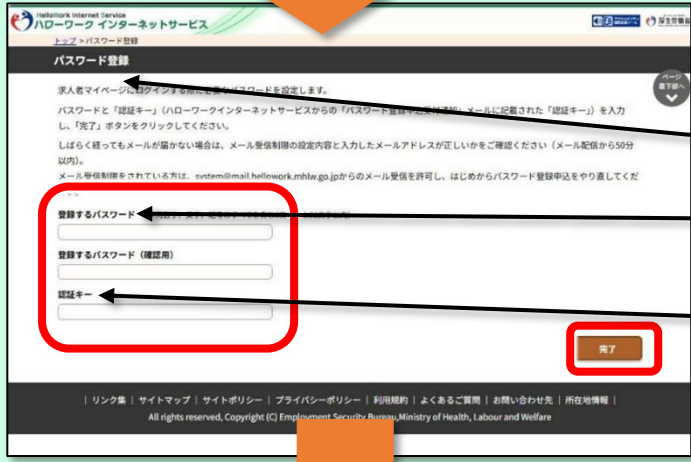 HelloWork Internet Service
ハローワーク インターネットサービス
厚生労働省
トップ > パスワード登録
パスワード登録
ページ
最下部へ
求人者マイページにログインする際に必要なパスワードを設定します。
パスワードと「認証キー」（ハローワークインターネットサービスからの「パスワード登録申込受付通知」メールに記載された「認証キー」）を入力
し、「完了」ボタンをクリックしてください。
しばらく経ってもメールが届かない場合は、メール受信制限の設定内容と入力したメールアドレスが正しいかをご確認ください（メール配信から50分
以内）。
メール受信制限をされている方は、system@mail.hellowork.mhlw.go.jpからのメール受信を許可し、はじめからパスワード登録申込をやり直してくだ
登録するパスワード
登録するパスワード（確認用）
認証キー
完了
| リンク集 | サイトマップ | サイトポリシー | プライバシーポリシー | 利用規約 | よくあるご質問 | お問い合わせ先 | 所在地情報 |
All rights reserved, Copyright (C) Employment Security Bureau,Ministry of Health, Labour and Welfare